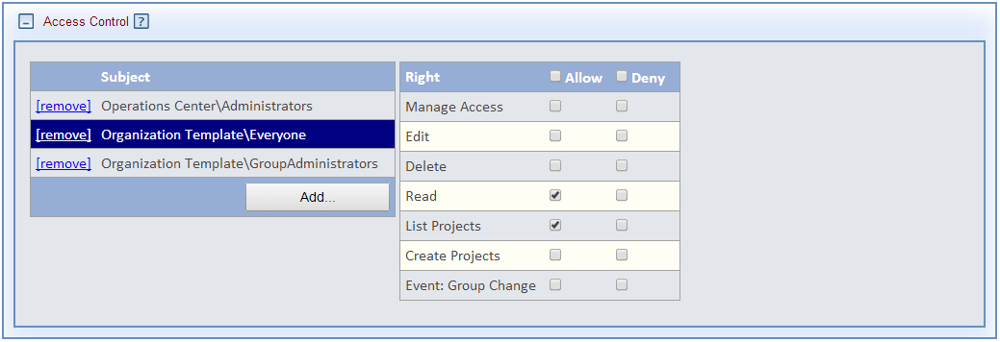 Access Control ?
Subject
[remove] Operations Center\Administrators
[remove] Organization Template\Everyone
[remove] Organization Template\GroupAdministrators
Add...
Right Allow Deny
Manage Access
Edit
Delete
Read
List Projects
Create Projects
Event: Group Change